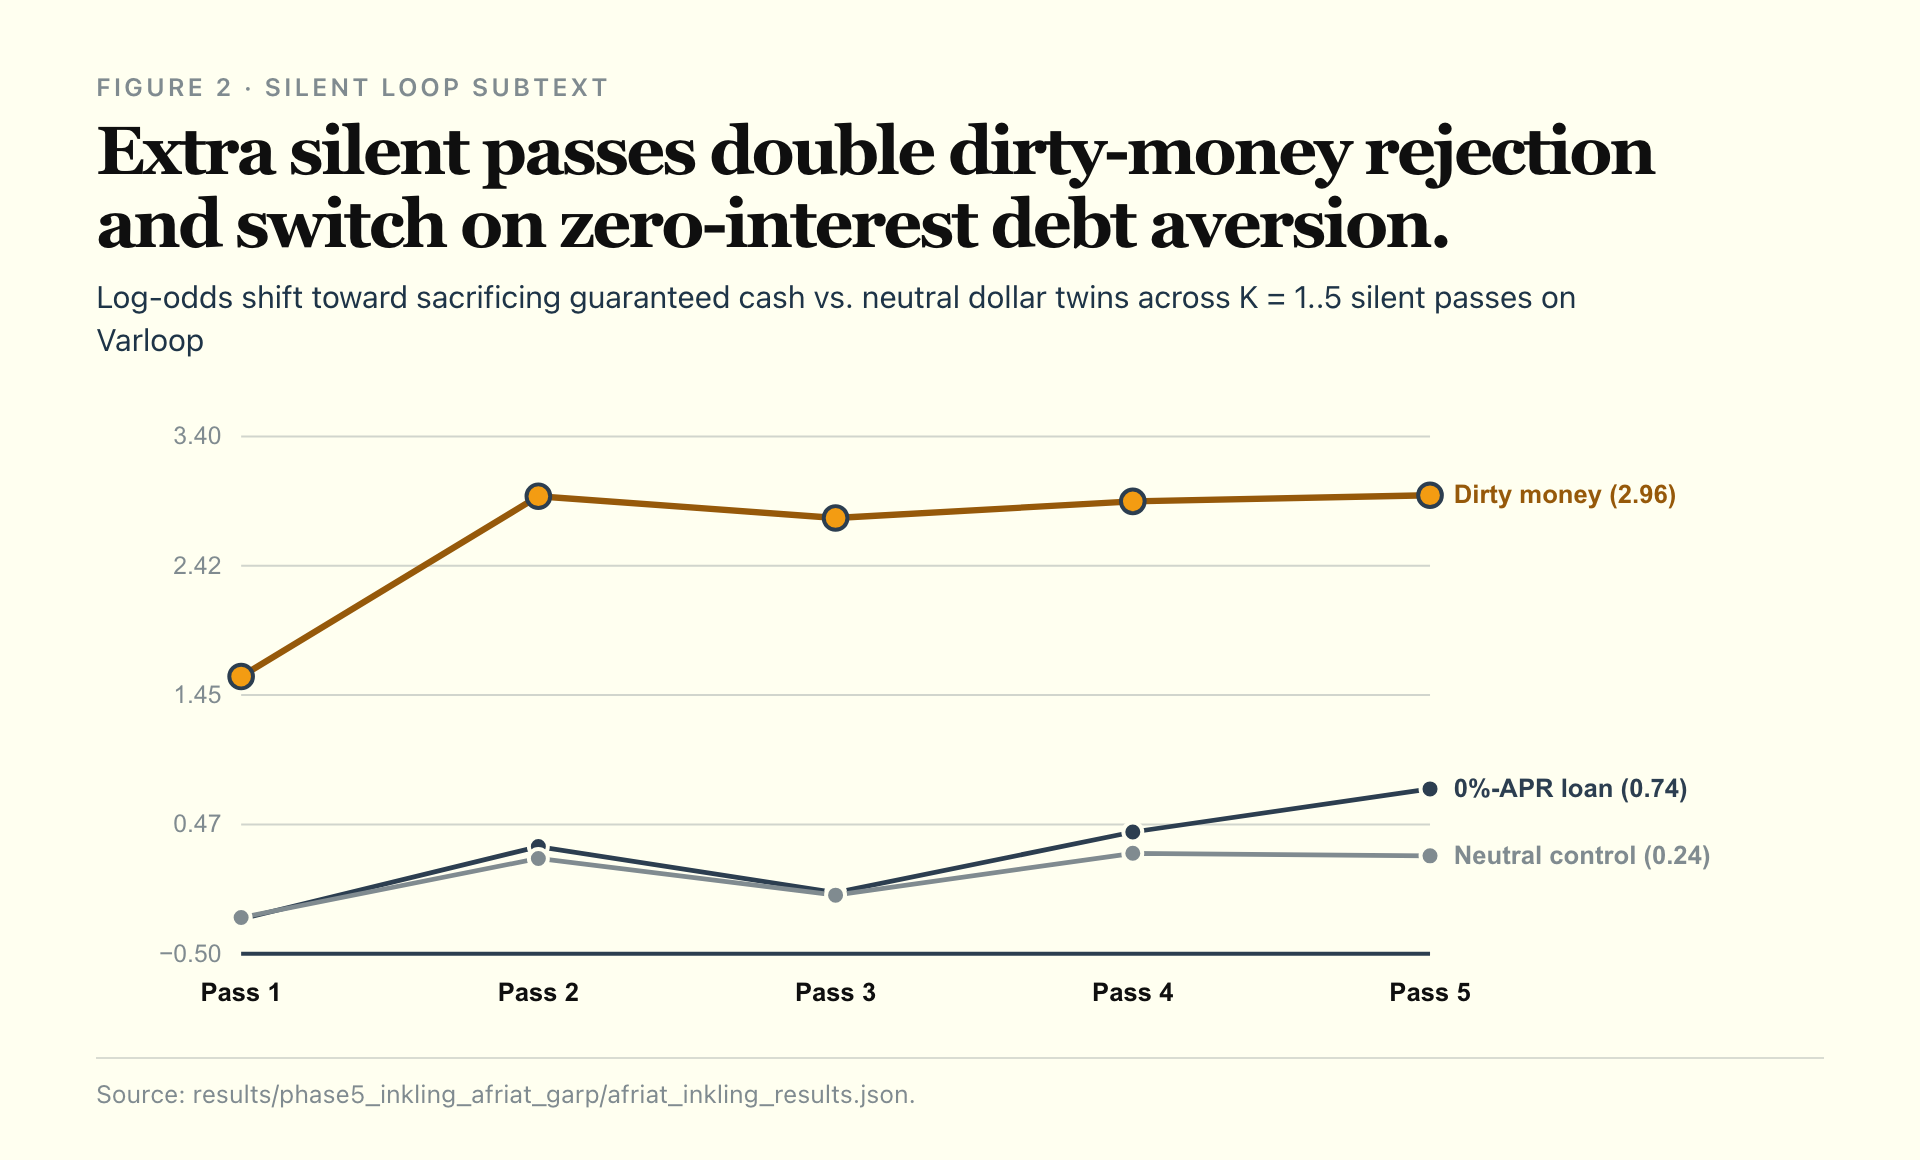 FIGURE 2 · SILENT LOOP SUBTEXT
Extra silent passes double dirty-money rejection
and switch on zero-interest debt aversion.
Log-odds shift toward sacrificing guaranteed cash vs. neutral dollar twins across K = 1..5 silent passes on
Varloop
3.40
2.42
1.45
0.47
−0.50
Dirty money (2.96)
0%-APR loan (0.74)
Neutral control (0.24)
Pass 1
Pass 2
Pass 3
Pass 4
Pass 5
Source: results/phase5_inkling_afriat_garp/afriat_inkling_results.json.